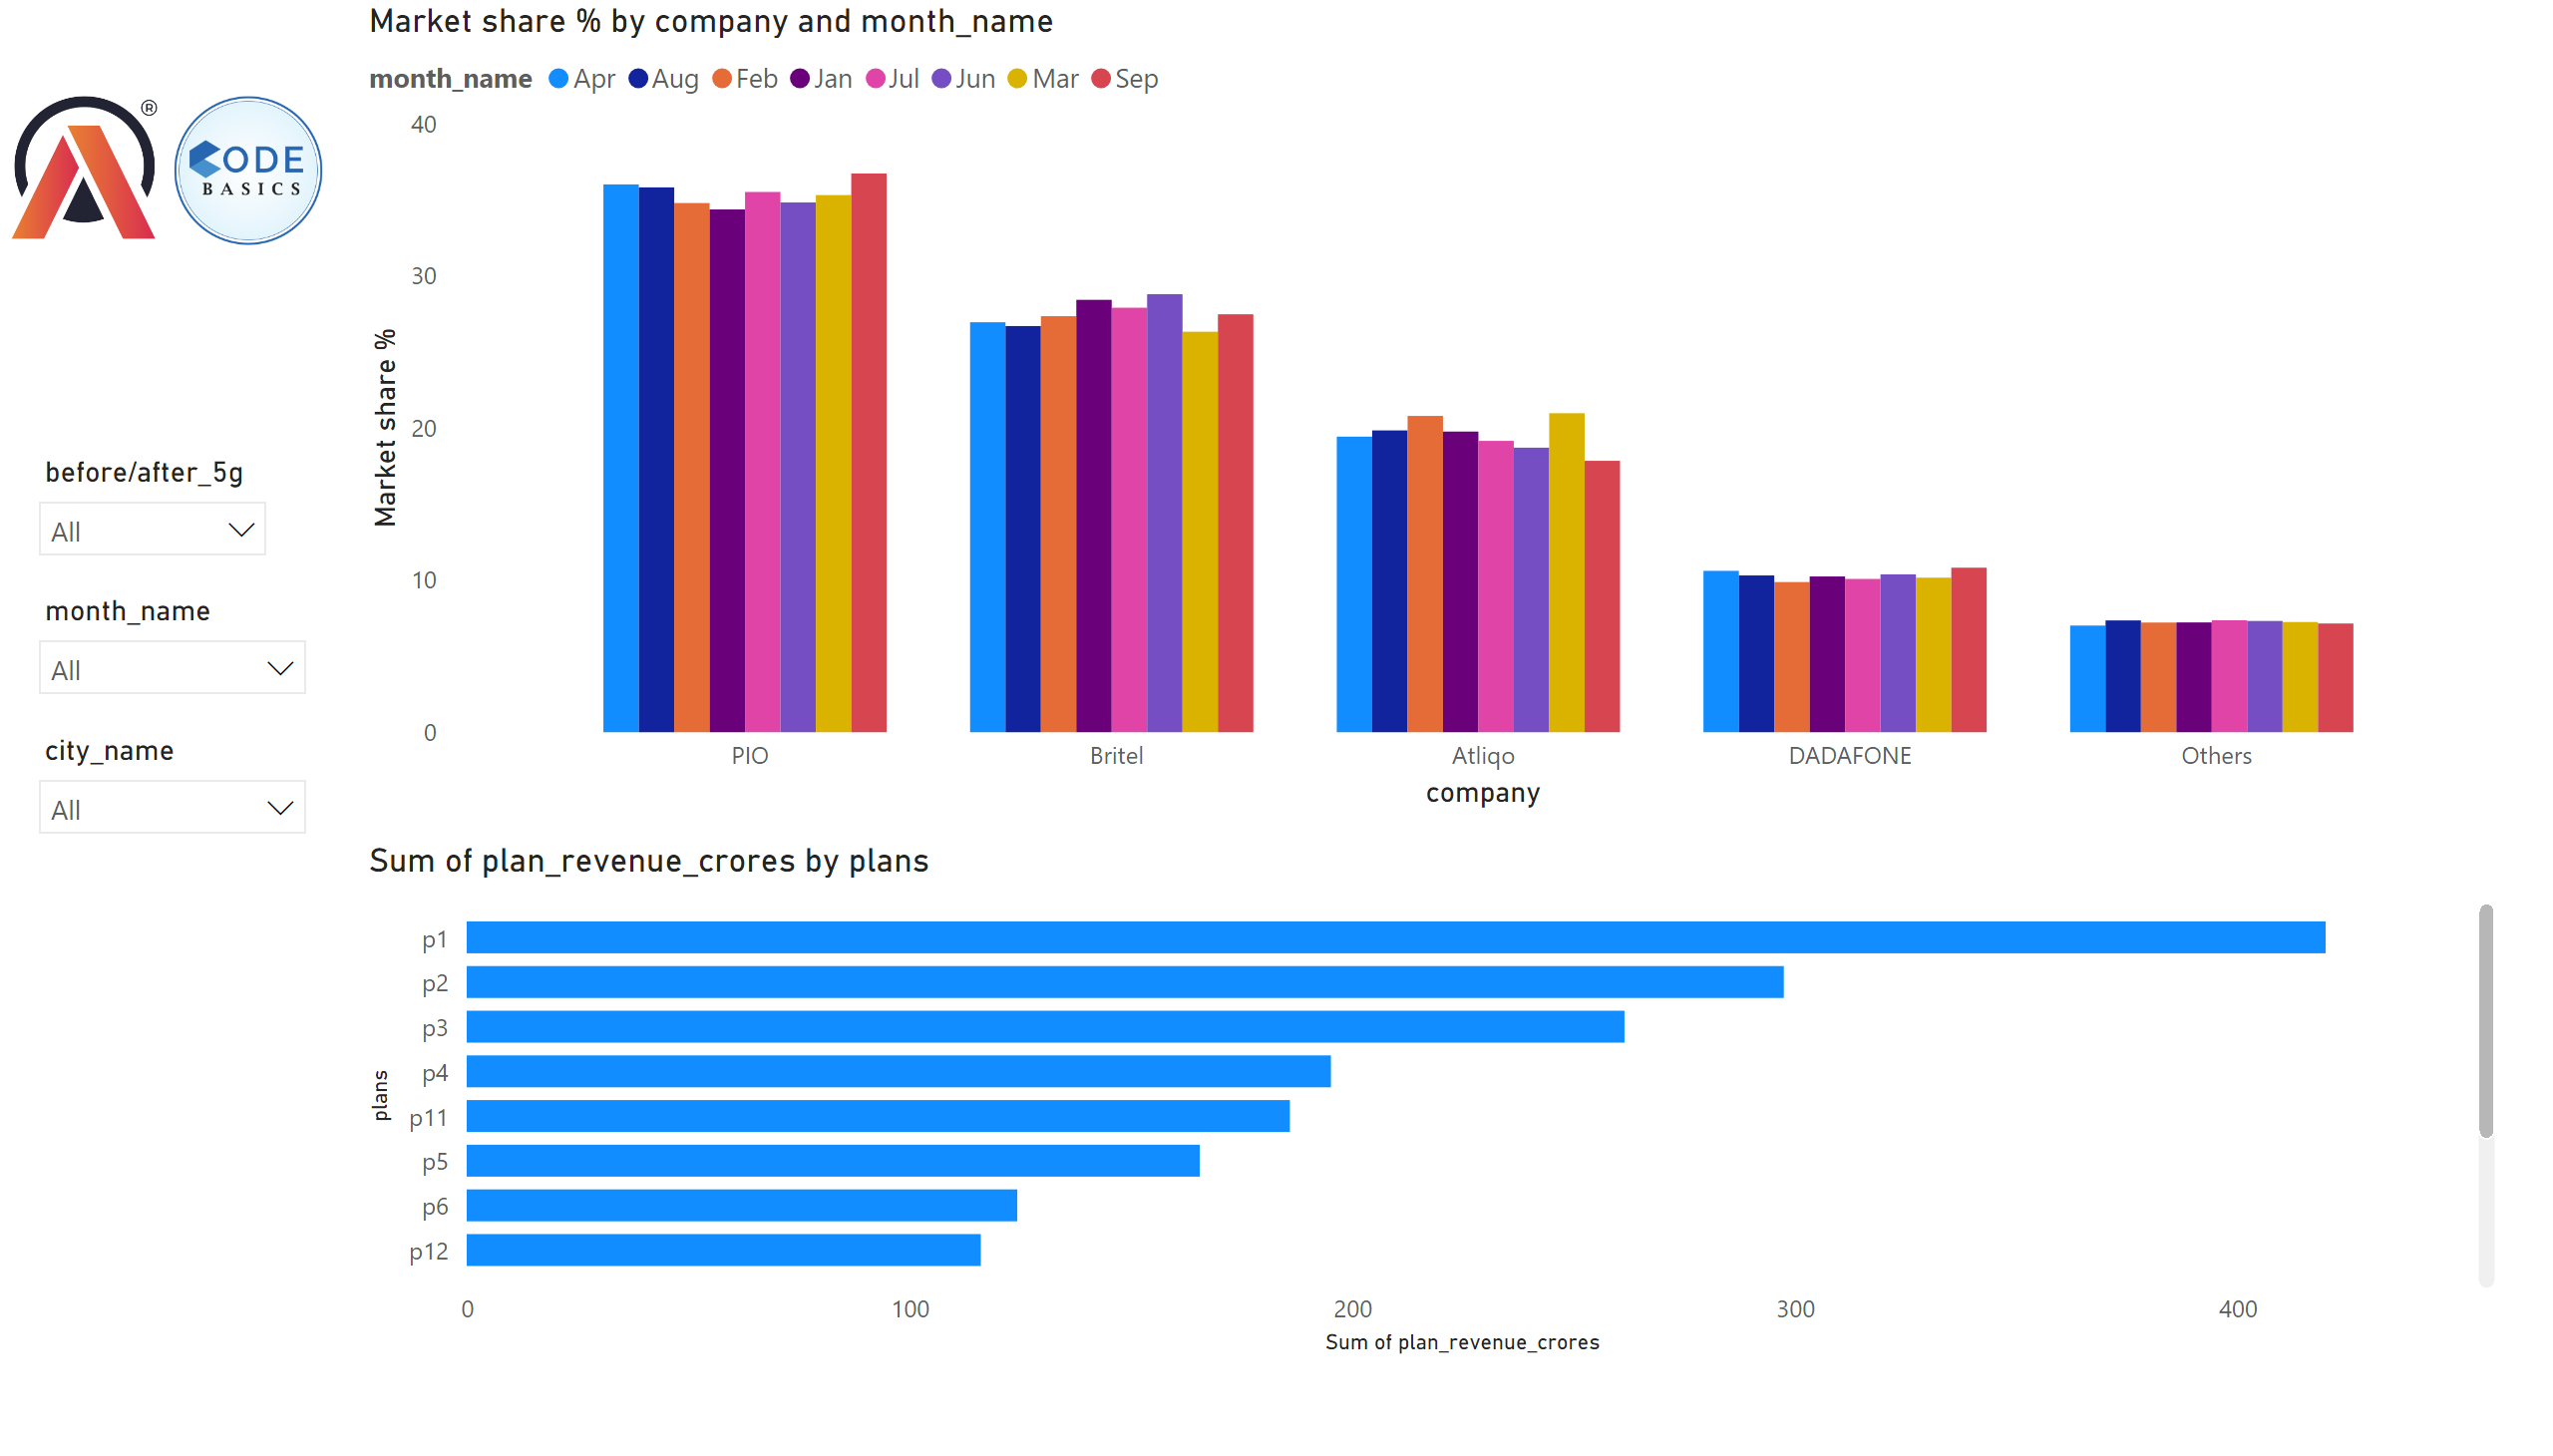 Market share % by company and month_name
month_name Apr Aug Feb Jan Jul Jun Mar Sep
®
CODE
BASICS
before/after_5g
All
month_name
All
city_name
All
Market share %
40
30
20
10
0
PIO Britel Atliqo DADAFONE Others
company
Sum of plan_revenue_crores by plans
plans
p1
p2
p3
p4
p11
p5
p6
p12
0 100 200 300 400
Sum of plan_revenue_crores